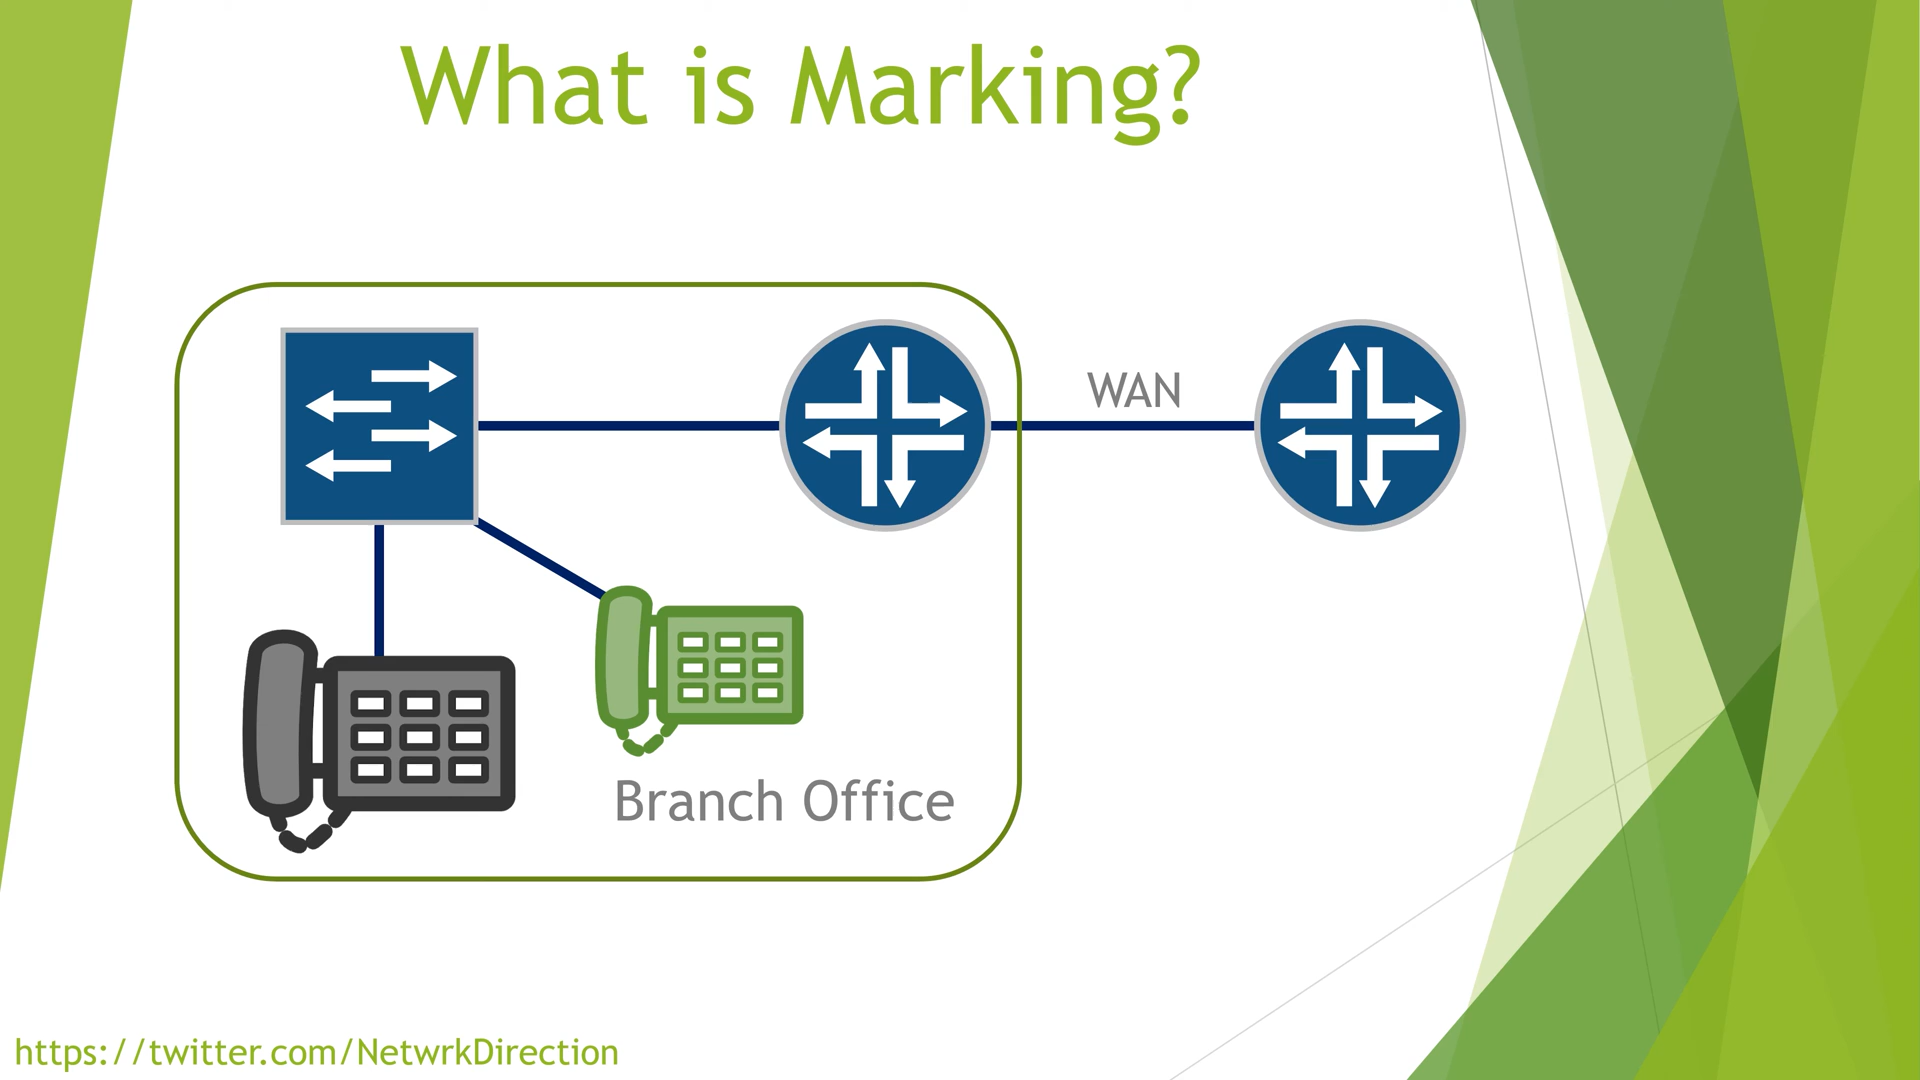 What is Marking?
WAN
Branch Office
https://twitter.com/NetwrkDirection